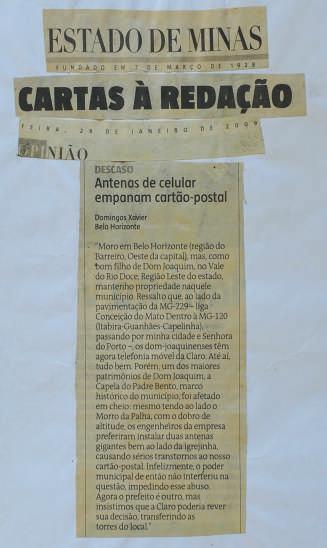 ESTADO DE MINAS
FUNDADO EM 7 DE MARÇO DE 1928
CARTAS À REDAÇÃO
FEIRA, 28 DE JANEIRO DE 2009
OPINIÃO
DESCASO
Antenas de celular
empanam cartão-postal
Domingos Xavier
Belo Horizonte
"Moro em Belo Horizonte (região do
Barreiro, Oeste da capital), mas, como
bom filho de Dom Joaquim, no Vale
do Rio Doce, Região Leste do estado,
mantenho propriedade naquele
município. Ressalto que, ao lado da
pavimentação da MG-229 – liga
Conceição do Mato Dentro à MG-120
(Itabira-Guanhães-Capelinha),
passando por minha cidade e Senhora
do Porto –, os dom-joaquinenses têm
agora telefonia móvel da Claro. Até aí,
tudo bem. Porém, um dos maiores
patrimônios de Dom Joaquim, a
Capela do Padre Bento, marco
histórico do município, foi afetado
em cheio: mesmo tendo ao lado o
Morro da Palha, com o dobro de
altitude, os engenheiros da empresa
preferiram instalar duas antenas
gigantes bem ao lado da igrejinha,
causando sérios transtornos ao nosso
cartão-postal. Infelizmente, o poder
municipal de então não interferiu na
questão, impedindo esse abuso.
Agora o prefeito é outro, mas
insistimos que a Claro poderia rever
sua decisão, transferindo as
torres do local."